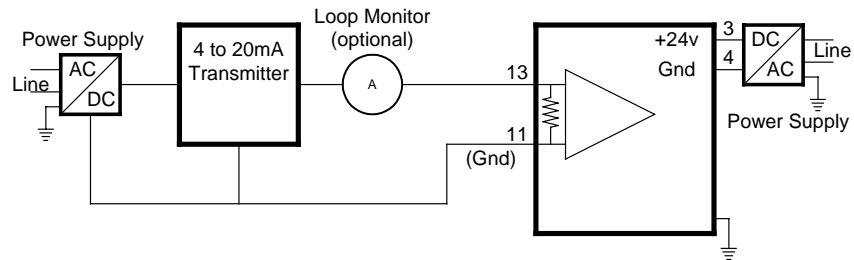 Power Supply
AC
DC
Line
4 to 20mA
Transmitter
Loop Monitor
(optional)
A
13
11
(Gnd)
+24v
Gnd
3
4
DC
AC
Line
Power Supply